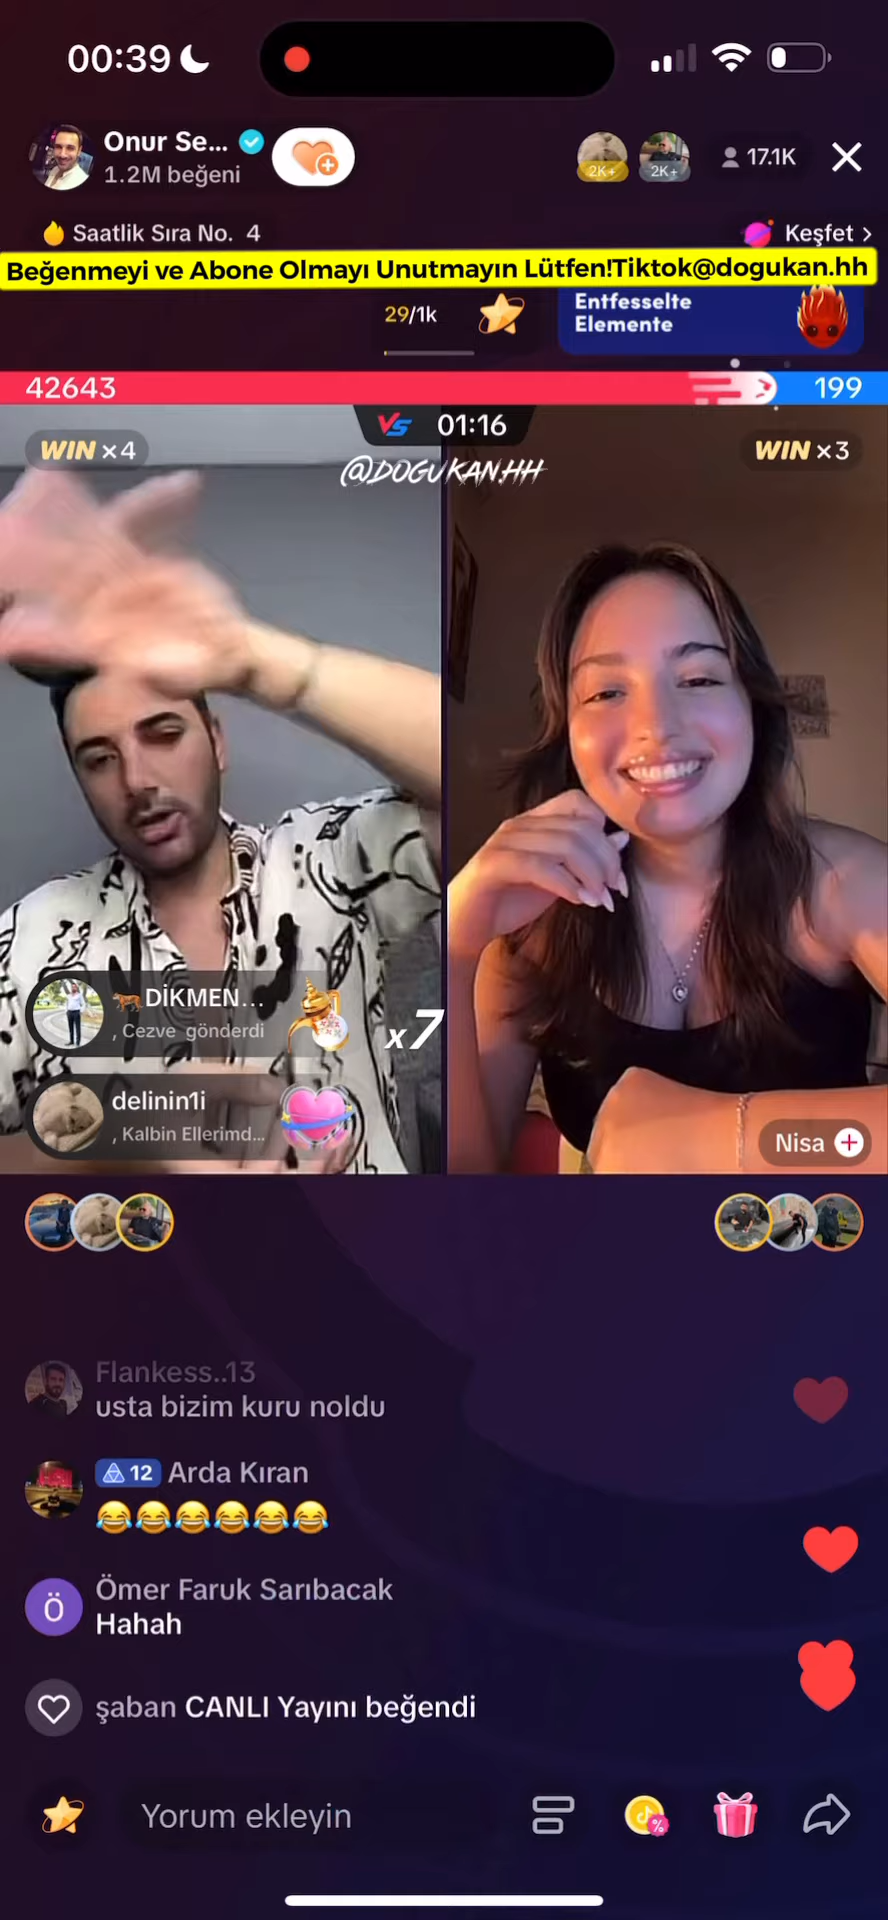 00:39
Onur Se...
1.2M beğeni
2K+
2K+
17.1K
Saatlik Sıra No. 4
Keşfet >
Beğenmeyi ve Abone Olmayı Unutmayın Lütfen!Tiktok@dogukan.hh
29/1k
Entfesselte
Elemente
42643
199
VS 01:16
WIN x4
WIN x3
@DOGUKAN.HH
DİKMEN...
, Cezve gönderdi
x7
delinin1i
, Kalbin Ellerimd...
Nisa +
Flankess..13
usta bizim kuru noldu
12 Arda Kıran
😂😂😂😂😂😂
Ö
Ömer Faruk Sarıbacak
Hahah
şaban CANLI Yayını beğendi
Yorum ekleyin